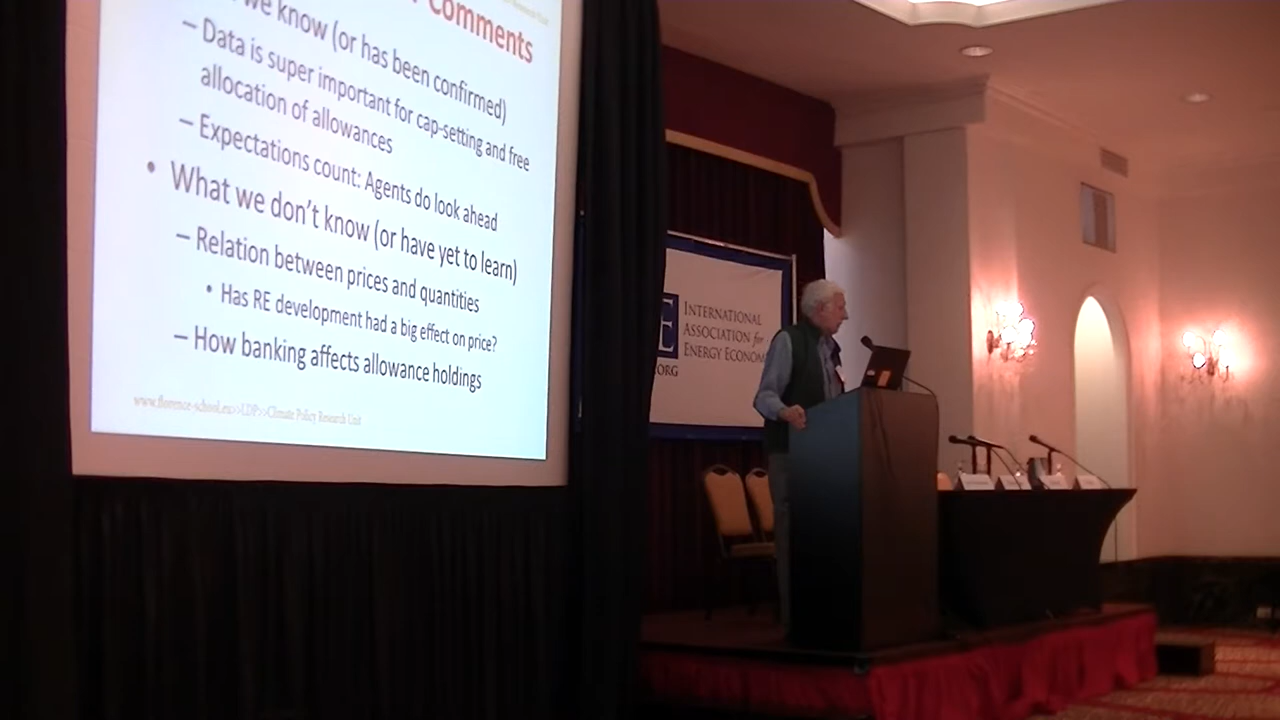 Comments
we know (or has been confirmed)
– Data is super important for cap-setting and free
allocation of allowances
– Expectations count: Agents do look ahead
• What we don't know (or have yet to learn)
– Relation between prices and quantities
• Has RE development had a big effect on price?
– How banking affects allowance holdings
www.florence-school.eu>>LDP>>Climate Policy Research Unit
E
INTERNATIONAL
ASSOCIATION for
ENERGY ECONOM
.ORG